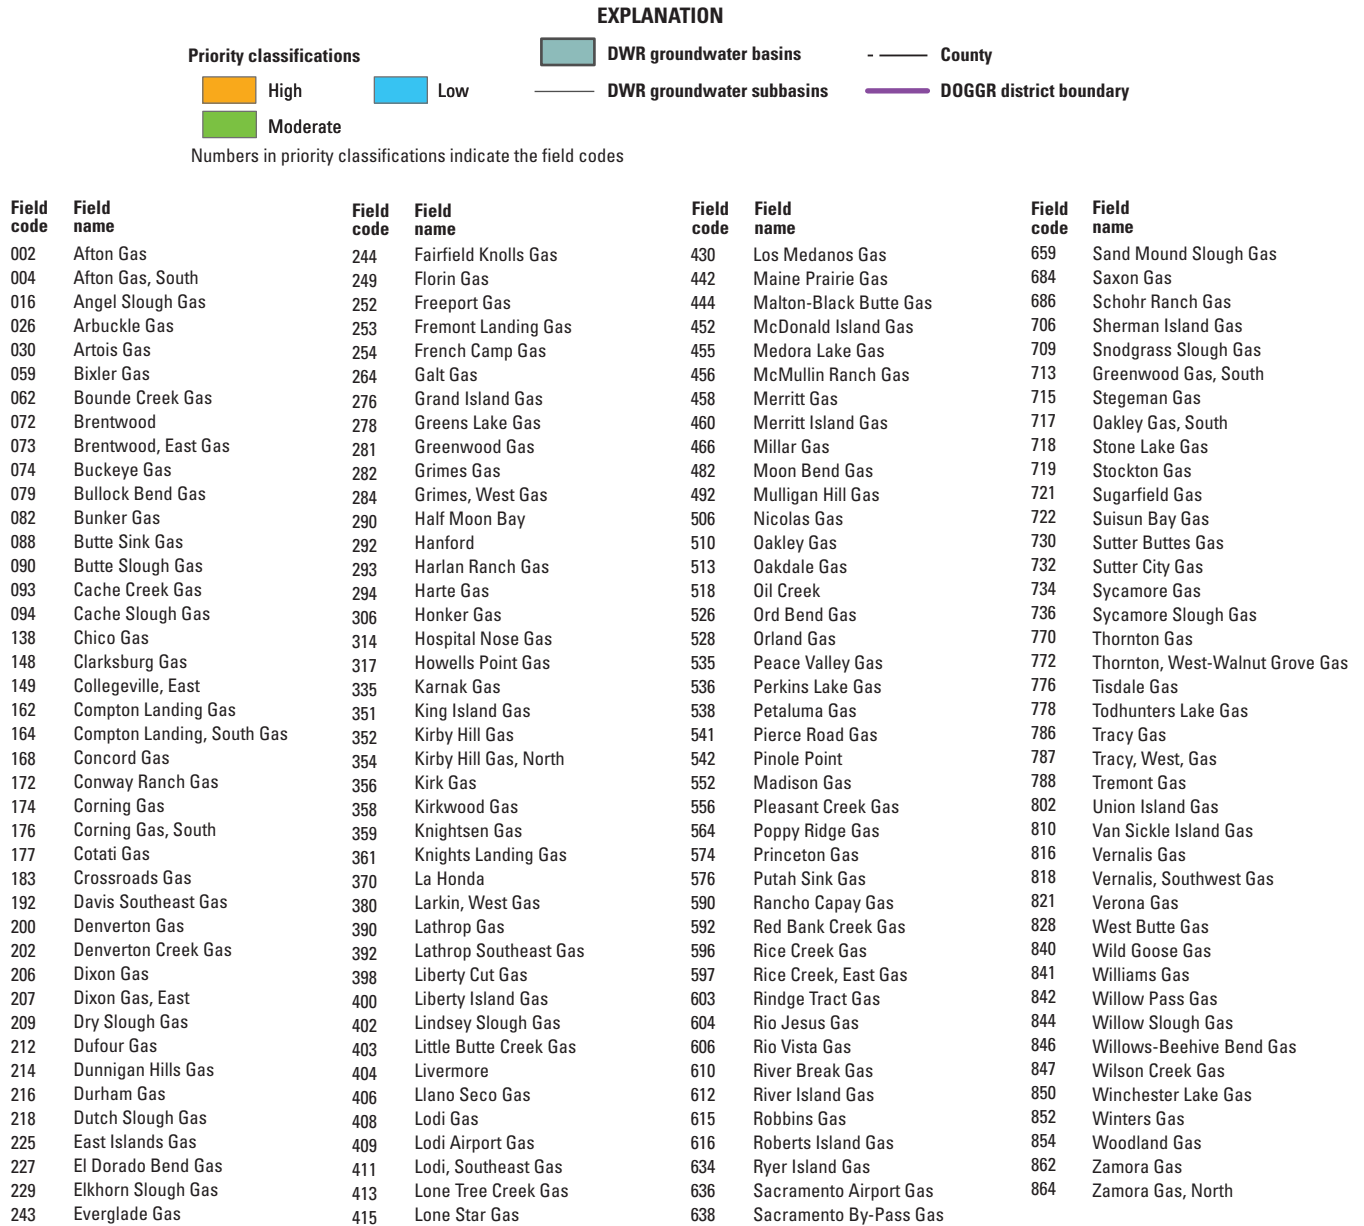 EXPLANATION
Priority classifications
High
Low
Moderate
DWR groundwater basins
DWR groundwater subbasins
County
DOGGR district boundary
Numbers in priority classifications indicate the field codes
Field code Field name
002 Afton Gas
004 Afton Gas, South
016 Angel Slough Gas
026 Arbuckle Gas
030 Artois Gas
059 Bixler Gas
062 Bounde Creek Gas
072 Brentwood
073 Brentwood, East Gas
074 Buckeye Gas
079 Bullock Bend Gas
082 Bunker Gas
088 Butte Sink Gas
090 Butte Slough Gas
093 Cache Creek Gas
094 Cache Slough Gas
138 Chico Gas
148 Clarksburg Gas
149 Collegeville, East
162 Compton Landing Gas
164 Compton Landing, South Gas
168 Concord Gas
172 Conway Ranch Gas
174 Corning Gas
176 Corning Gas, South
177 Cotati Gas
183 Crossroads Gas
192 Davis Southeast Gas
200 Denverton Gas
202 Denverton Creek Gas
206 Dixon Gas
207 Dixon Gas, East
209 Dry Slough Gas
212 Dufour Gas
214 Dunnigan Hills Gas
216 Durham Gas
218 Dutch Slough Gas
225 East Islands Gas
227 El Dorado Bend Gas
229 Elkhorn Slough Gas
243 Everglade Gas
Field code Field name
244 Fairfield Knolls Gas
249 Florin Gas
252 Freeport Gas
253 Fremont Landing Gas
254 French Camp Gas
264 Galt Gas
276 Grand Island Gas
278 Greens Lake Gas
281 Greenwood Gas
282 Grimes Gas
284 Grimes, West Gas
290 Half Moon Bay
292 Hanford
293 Harlan Ranch Gas
294 Harte Gas
306 Honker Gas
314 Hospital Nose Gas
317 Howells Point Gas
335 Karnak Gas
351 King Island Gas
352 Kirby Hill Gas
354 Kirby Hill Gas, North
356 Kirk Gas
358 Kirkwood Gas
359 Knightsen Gas
361 Knights Landing Gas
370 La Honda
380 Larkin, West Gas
390 Lathrop Gas
392 Lathrop Southeast Gas
398 Liberty Cut Gas
400 Liberty Island Gas
402 Lindsey Slough Gas
403 Little Butte Creek Gas
404 Livermore
406 Llano Seco Gas
408 Lodi Gas
409 Lodi Airport Gas
411 Lodi, Southeast Gas
413 Lone Tree Creek Gas
415 Lone Star Gas
Field code Field name
430 Los Medanos Gas
442 Maine Prairie Gas
444 Malton-Black Butte Gas
452 McDonald Island Gas
455 Medora Lake Gas
456 McMullin Ranch Gas
458 Merritt Gas
460 Merritt Island Gas
466 Millar Gas
482 Moon Bend Gas
492 Mulligan Hill Gas
506 Nicolas Gas
510 Oakley Gas
513 Oakdale Gas
518 Oil Creek
526 Ord Bend Gas
528 Orland Gas
535 Peace Valley Gas
536 Perkins Lake Gas
538 Petaluma Gas
541 Pierce Road Gas
542 Pinole Point
552 Madison Gas
556 Pleasant Creek Gas
564 Poppy Ridge Gas
574 Princeton Gas
576 Putah Sink Gas
590 Rancho Capay Gas
592 Red Bank Creek Gas
596 Rice Creek Gas
597 Rice Creek, East Gas
603 Rindge Tract Gas
604 Rio Jesus Gas
606 Rio Vista Gas
610 River Break Gas
612 River Island Gas
615 Robbins Gas
616 Roberts Island Gas
634 Ryer Island Gas
636 Sacramento Airport Gas
638 Sacramento By-Pass Gas
Field code Field name
659 Sand Mound Slough Gas
684 Saxon Gas
686 Schohr Ranch Gas
706 Sherman Island Gas
709 Snodgrass Slough Gas
713 Greenwood Gas, South
715 Stegeman Gas
717 Oakley Gas, South
718 Stone Lake Gas
719 Stockton Gas
721 Sugarfield Gas
722 Suisun Bay Gas
730 Sutter Buttes Gas
732 Sutter City Gas
734 Sycamore Gas
736 Sycamore Slough Gas
770 Thornton Gas
772 Thornton, West-Walnut Grove Gas
776 Tisdale Gas
778 Todhunters Lake Gas
786 Tracy Gas
787 Tracy, West, Gas
788 Tremont Gas
802 Union Island Gas
810 Van Sickle Island Gas
816 Vernalis Gas
818 Vernalis, Southwest Gas
821 Verona Gas
828 West Butte Gas
840 Wild Goose Gas
841 Williams Gas
842 Willow Pass Gas
844 Willow Slough Gas
846 Willows-Beehive Bend Gas
847 Wilson Creek Gas
850 Winchester Lake Gas
852 Winters Gas
854 Woodland Gas
862 Zamora Gas
864 Zamora Gas, North